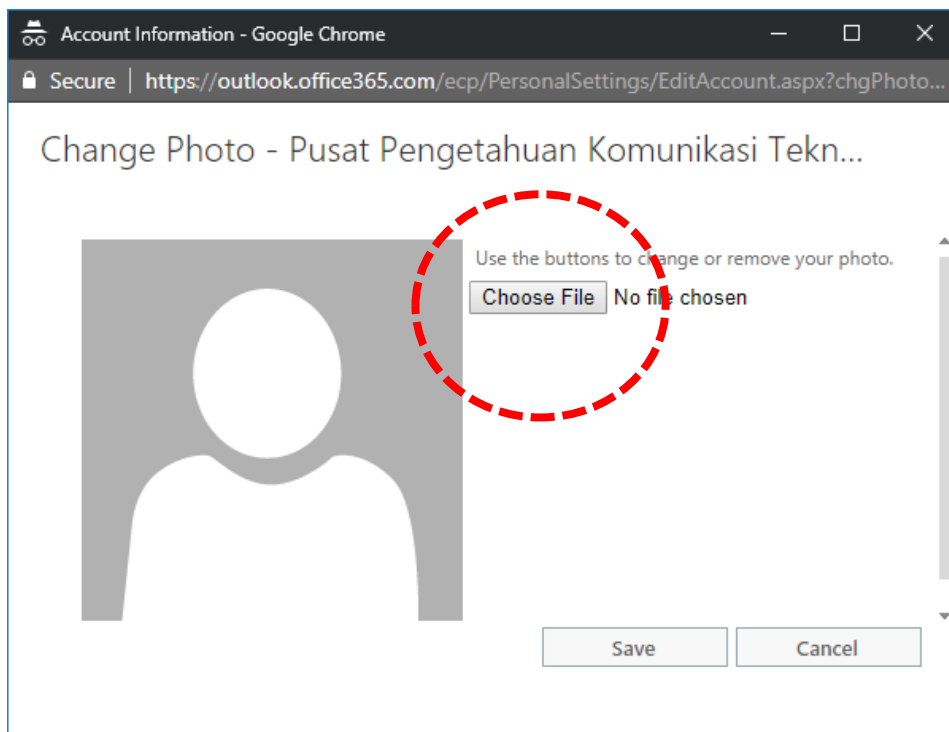 Account Information - Google Chrome
Secure | https://outlook.office365.com/ecp/PersonalSettings/EditAccount.aspx?chgPhoto...
Change Photo - Pusat Pengetahuan Komunikasi Tekn...
Use the buttons to change or remove your photo.
Choose File No file chosen
Save Cancel